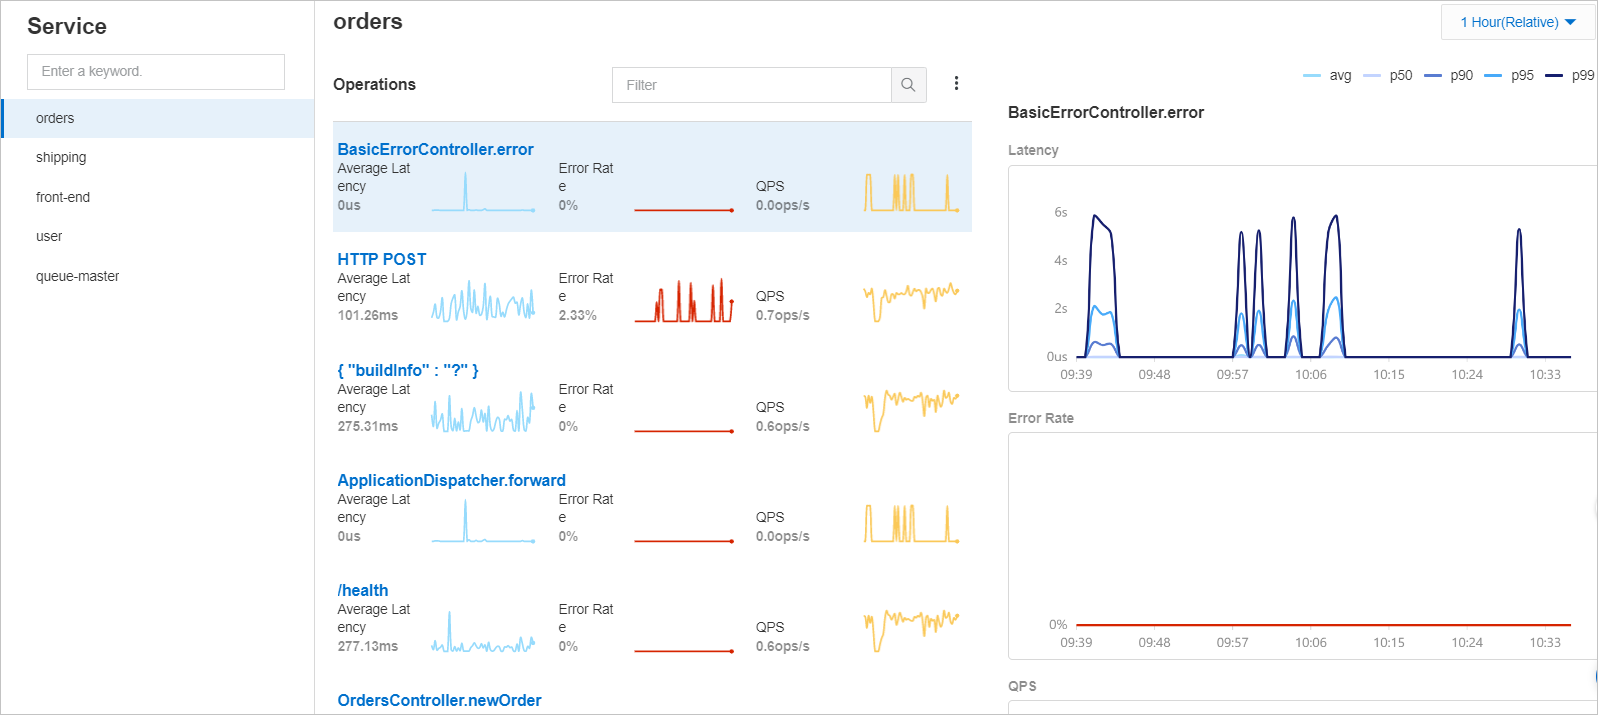 Service
Enter a keyword.
orders
shipping
front-end
user
queue-master
orders
1 Hour(Relative)
Operations
Filter
BasicErrorController.error
Average Lat
ency
0us
Error Rat
e
0%
QPS
0.0ops/s
HTTP POST
Average Lat
ency
101.26ms
Error Rat
e
2.33%
QPS
0.7ops/s
{ "buildInfo" : "?" }
Average Lat
ency
275.31ms
Error Rat
e
0%
QPS
0.6ops/s
ApplicationDispatcher.forward
Average Lat
ency
0us
Error Rat
e
0%
QPS
0.0ops/s
/health
Average Lat
ency
277.13ms
Error Rat
e
0%
QPS
0.6ops/s
OrdersController.newOrder
avg p50 p90 p95 p99
BasicErrorController.error
Latency
6s
4s
2s
0us
09:39 09:48 09:57 10:06 10:15 10:24 10:33
Error Rate
0%
09:39 09:48 09:57 10:06 10:15 10:24 10:33
QPS